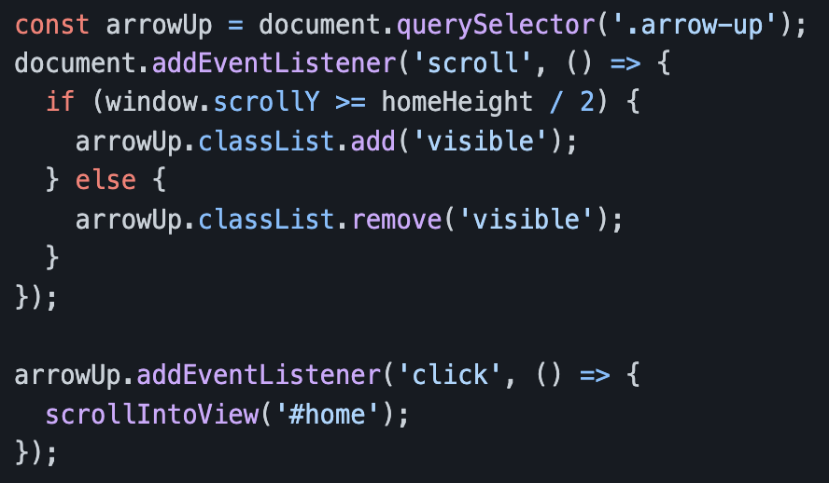 const arrowUp = document.querySelector('.arrow-up');
document.addEventListener('scroll', () => {
  if (window.scrollY >= homeHeight / 2) {
    arrowUp.classList.add('visible');
  } else {
    arrowUp.classList.remove('visible');
  }
});

arrowUp.addEventListener('click', () => {
  scrollIntoView('#home');
});